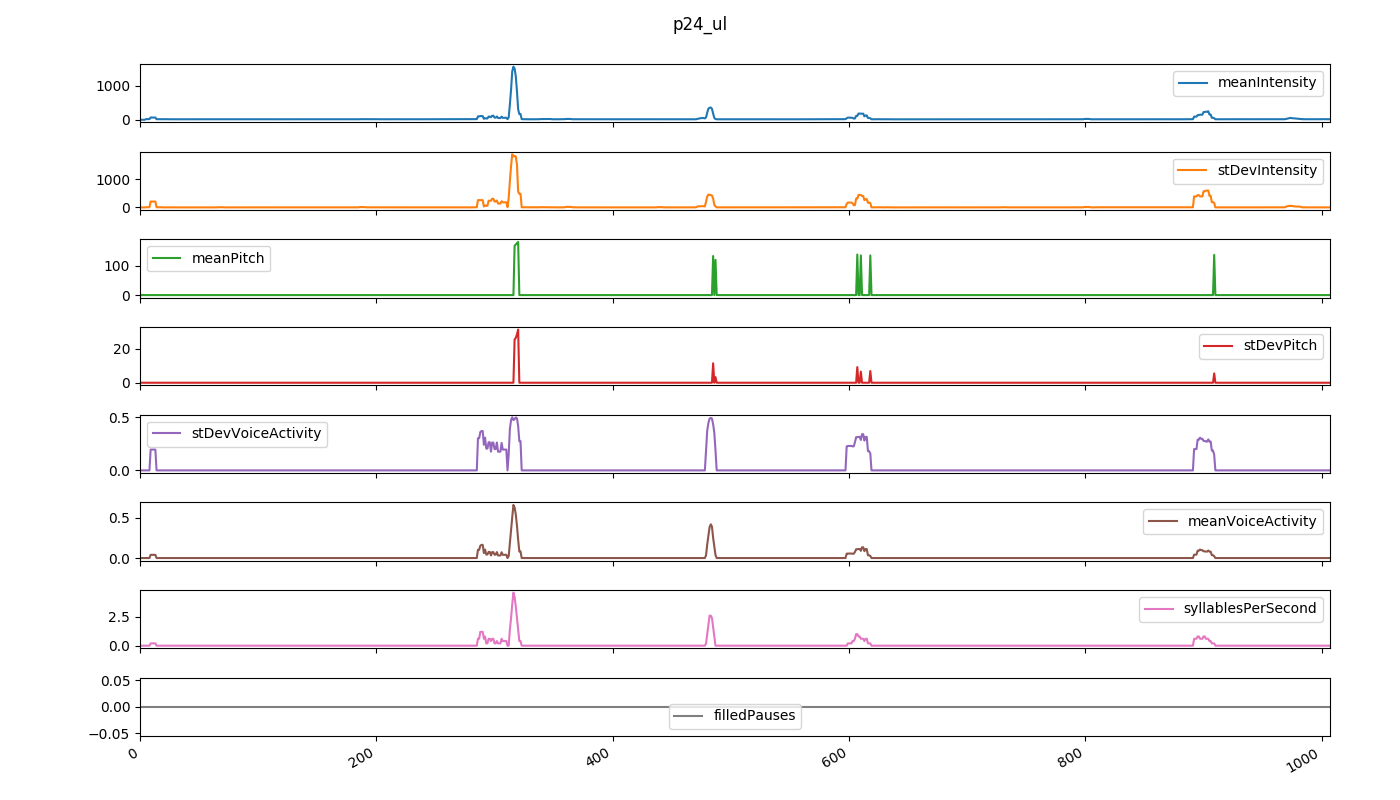 p24_ul
1000
0
meanIntensity
1000
0
stDevIntensity
100
0
meanPitch
20
0
stDevPitch
0.5
0.0
stDevVoiceActivity
0.5
0.0
meanVoiceActivity
2.5
0.0
syllablesPerSecond
0.05
0.00
−0.05
filledPauses
0 200 400 600 800 1000